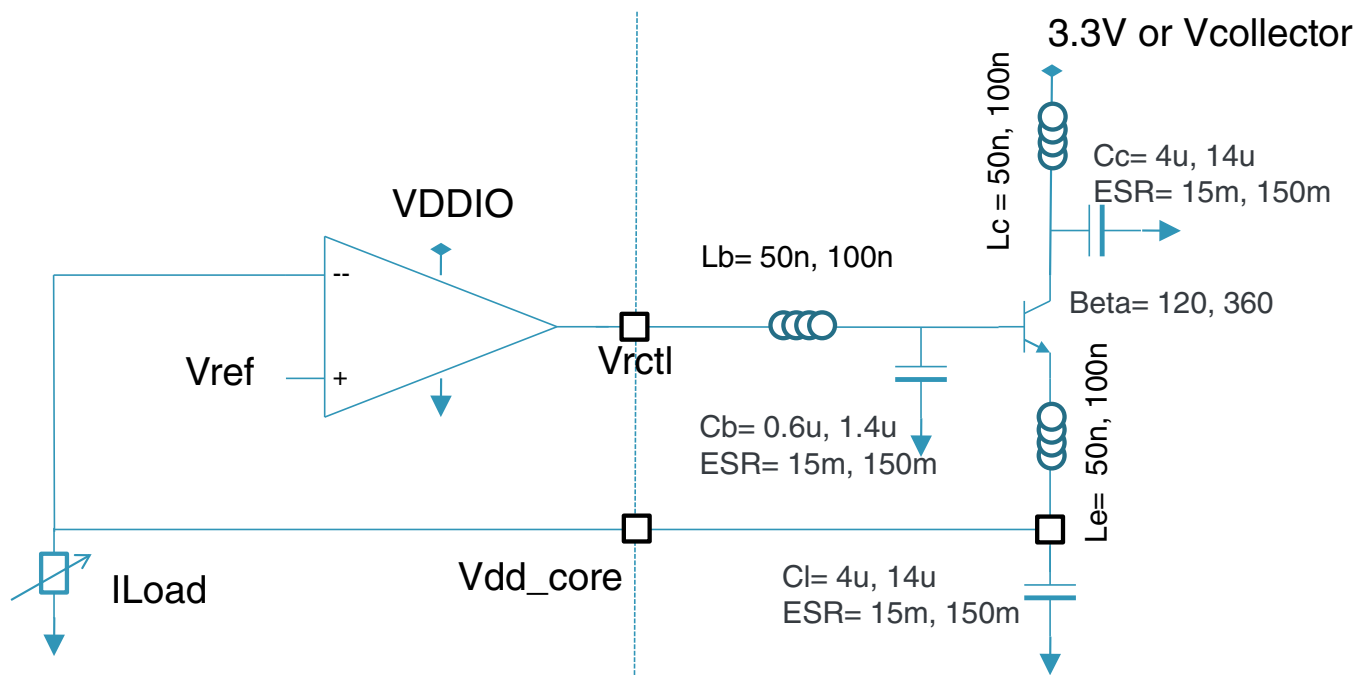 3.3V or Vcollector
Lc = 50n, 100n
Cc= 4u, 14u
ESR= 15m, 150m
VDDIO
Lb= 50n, 100n
--
Beta= 120, 360
Vref
+
Vrctl
Cb= 0.6u, 1.4u
ESR= 15m, 150m
Le= 50n, 100n
Vdd_core
ILoad
Cl= 4u, 14u
ESR= 15m, 150m